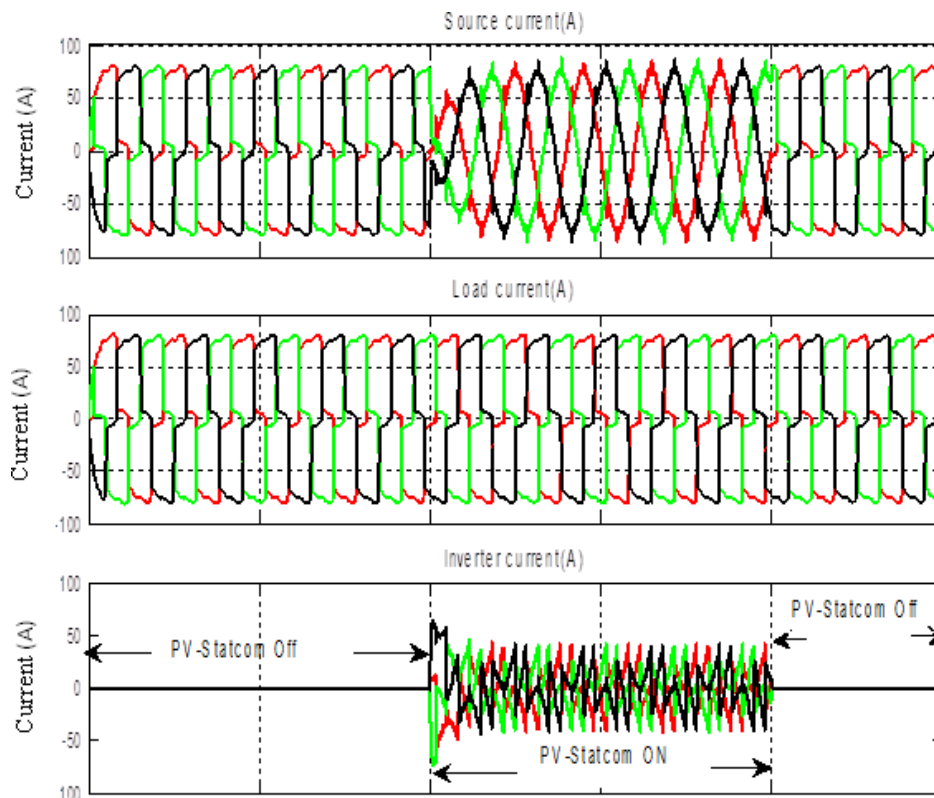 Source current(A)
Current (A)
100
50
0
-50
100
Load current(A)
Current (A)
100
50
0
-50
-100
Inverter current(A)
Current (A)
100
50
0
-50
100
PV-Statcom Off
PV-Statcom Off
PV-Statcom ON